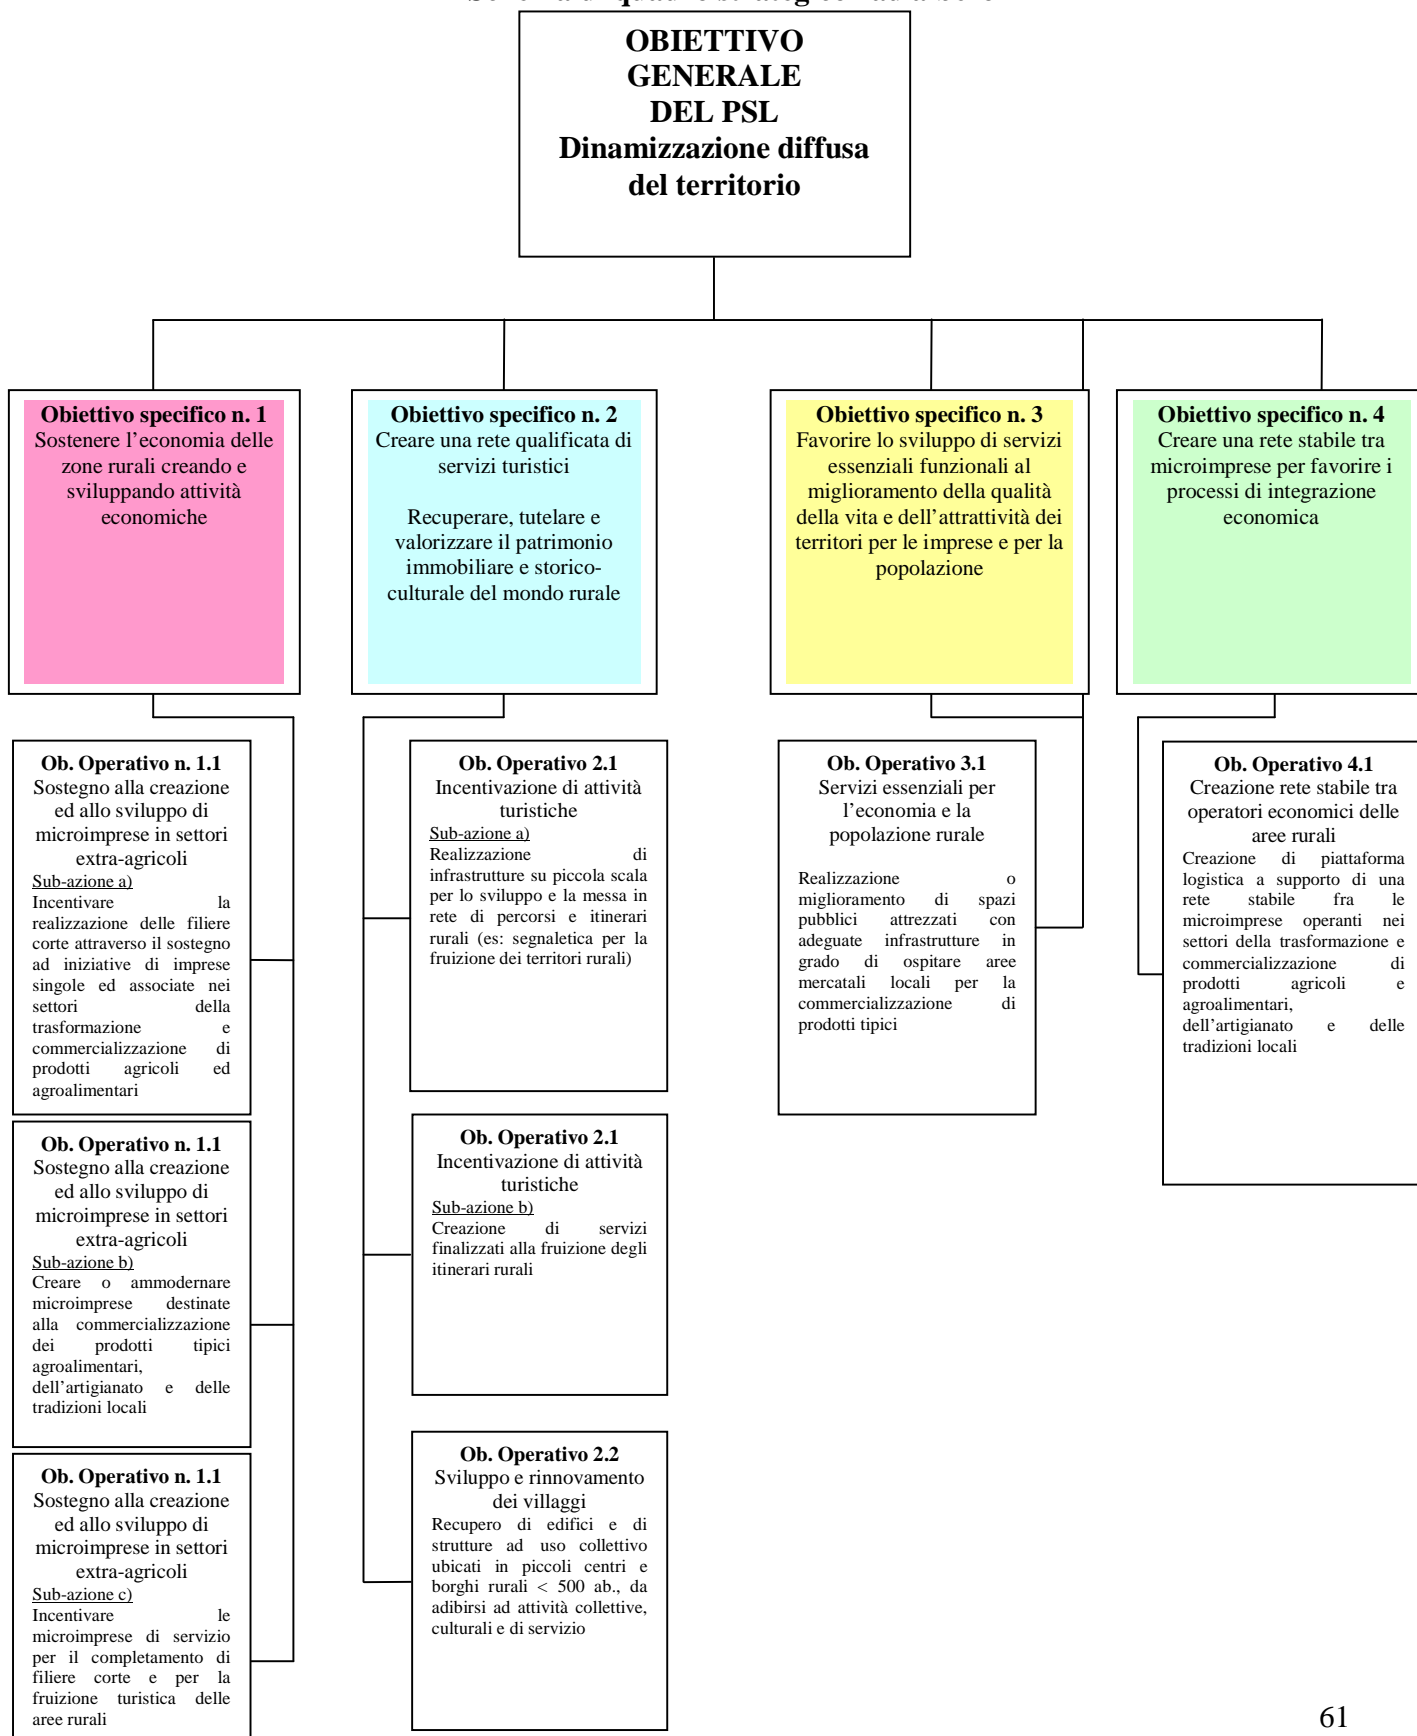 OBIETTIVO
GENERALE
DEL PSL
Dinamizzazione diffusa
del territorio
Obiettivo specifico n. 1
Sostenere l’economia delle
zone rurali creando e
sviluppando attività
economiche
Obiettivo specifico n. 2
Creare una rete qualificata di
servizi turistici
Recuperare, tutelare e
valorizzare il patrimonio
immobiliare e storico-
culturale del mondo rurale
Obiettivo specifico n. 3
Favorire lo sviluppo di servizi
essenziali funzionali al
miglioramento della qualità
della vita e dell’attrattività dei
territori per le imprese e per la
popolazione
Obiettivo specifico n. 4
Creare una rete stabile tra
microimprese per favorire i
processi di integrazione
economica
Ob. Operativo n. 1.1
Sostegno alla creazione
ed allo sviluppo di
microimprese in settori
extra-agricoli
Sub-azione a)
Incentivare la
realizzazione delle filiere
corte attraverso il sostegno
ad iniziative di imprese
singole ed associate nei
settori della
trasformazione e
commercializzazione di
prodotti agricoli ed
agroalimentari
Ob. Operativo n. 1.1
Sostegno alla creazione
ed allo sviluppo di
microimprese in settori
extra-agricoli
Sub-azione b)
Creare o ammodernare
microimprese destinate
alla commercializzazione
dei prodotti tipici
agroalimentari,
dell’artigianato e delle
tradizioni locali
Ob. Operativo n. 1.1
Sostegno alla creazione
ed allo sviluppo di
microimprese in settori
extra-agricoli
Sub-azione c)
Incentivare le
microimprese di servizio
per il completamento di
filiere corte e per la
fruizione turistica delle
aree rurali
Ob. Operativo 2.1
Incentivazione di attività
turistiche
Sub-azione a)
Realizzazione di
infrastrutture su piccola scala
per lo sviluppo e la messa in
rete di percorsi e itinerari
rurali (es: segnaletica per la
fruizione dei territori rurali)
Ob. Operativo 2.1
Incentivazione di attività
turistiche
Sub-azione b)
Creazione di servizi
finalizzati alla fruizione degli
itinerari rurali
Ob. Operativo 2.2
Sviluppo e rinnovamento
dei villaggi
Recupero di edifici e di
strutture ad uso collettivo
ubicati in piccoli centri e
borghi rurali < 500 ab., da
adibirsi ad attività collettive,
culturali e di servizio
Ob. Operativo 3.1
Servizi essenziali per
l’economia e la
popolazione rurale
Realizzazione o
miglioramento di spazi
pubblici attrezzati con
adeguate infrastrutture in
grado di ospitare aree
mercatali locali per la
commercializzazione di
prodotti tipici
Ob. Operativo 4.1
Creazione rete stabile tra
operatori economici delle
aree rurali
Creazione di piattaforma
logistica a supporto di una
rete stabile fra le
microimprese operanti nei
settori della trasformazione e
commercializzazione di
prodotti agricoli e
agroalimentari,
dell’artigianato e delle
tradizioni locali
61